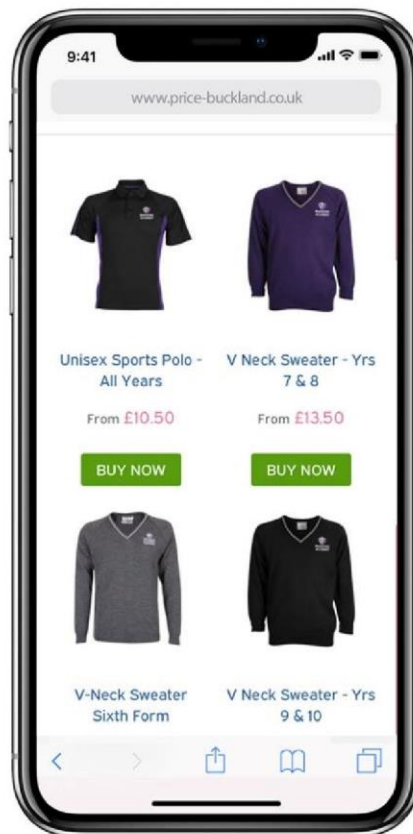 9:41
www.price-buckland.co.uk
Unisex Sports Polo -
All Years
From £10.50
BUY NOW
V Neck Sweater - Yrs
7 & 8
From £13.50
BUY NOW
V-Neck Sweater
Sixth Form
V Neck Sweater - Yrs
9 & 10